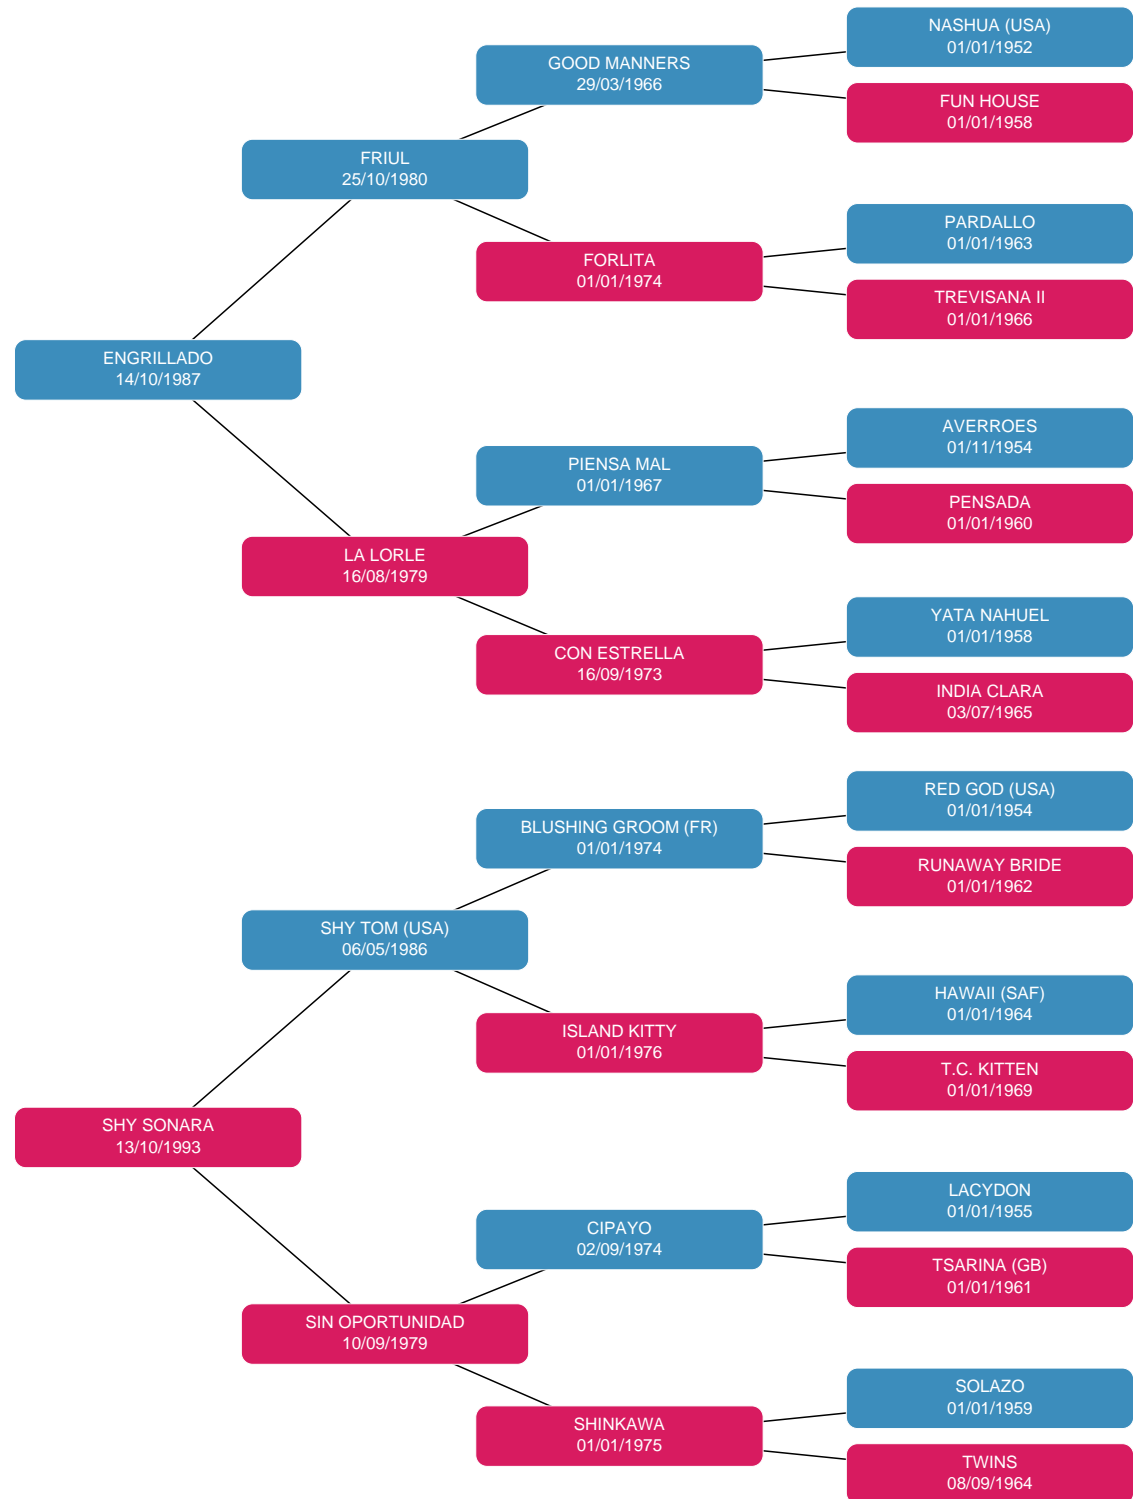 NASHUA (USA)
01/01/1952
GOOD MANNERS
29/03/1966
FUN HOUSE
01/01/1958
FRIUL
25/10/1980
PARDALLO
01/01/1963
FORLITA
01/01/1974
TREVISANA II
01/01/1966
ENGRILLADO
14/10/1987
AVERROES
01/11/1954
PIENSA MAL
01/01/1967
PENSADA
01/01/1960
LA LORLE
16/08/1979
YATA NAHUEL
01/01/1958
CON ESTRELLA
16/09/1973
INDIA CLARA
03/07/1965
RED GOD (USA)
01/01/1954
BLUSHING GROOM (FR)
01/01/1974
RUNAWAY BRIDE
01/01/1962
SHY TOM (USA)
06/05/1986
HAWAII (SAF)
01/01/1964
ISLAND KITTY
01/01/1976
T.C. KITTEN
01/01/1969
SHY SONARA
13/10/1993
LACYDON
01/01/1955
CIPAYO
02/09/1974
TSARINA (GB)
01/01/1961
SIN OPORTUNIDAD
10/09/1979
SOLAZO
01/01/1959
SHINKAWA
01/01/1975
TWINS
08/09/1964